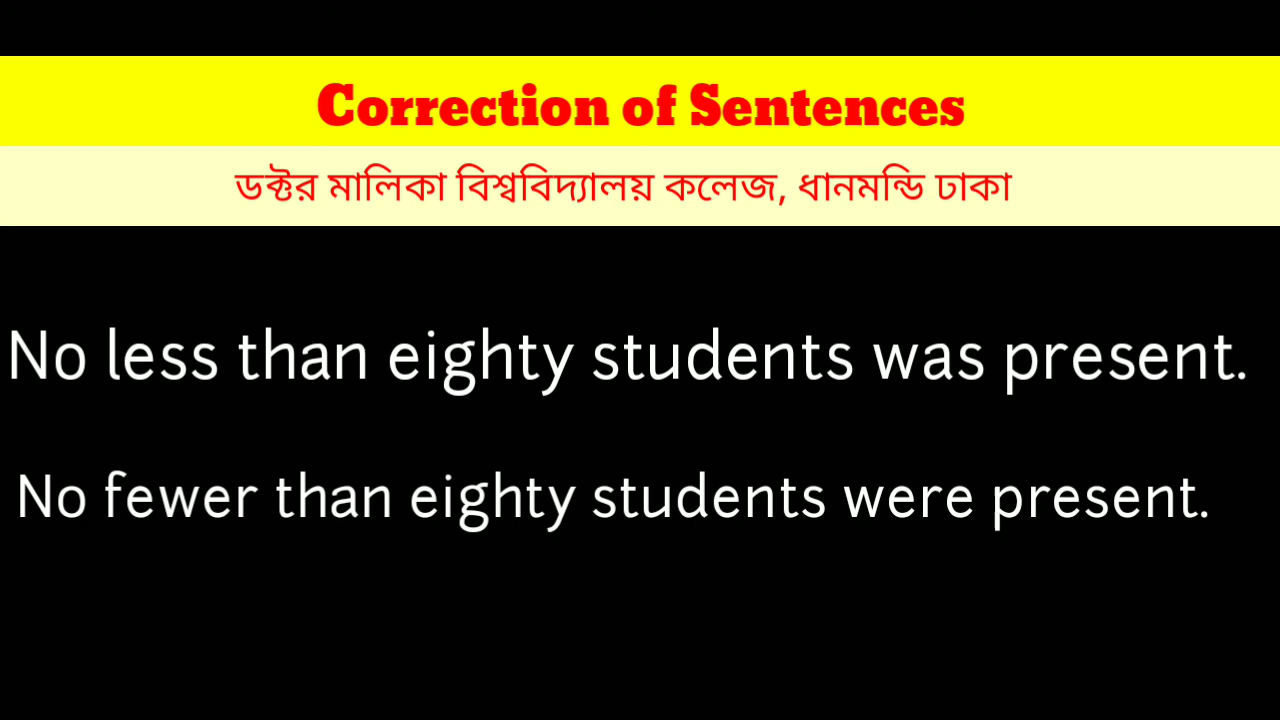 Correction of Sentences
ডক্টর মালিকা বিশ্ববিদ্যালয় কলেজ, ধানমন্ডি ঢাকা
No less than eighty students was present.
No fewer than eighty students were present.